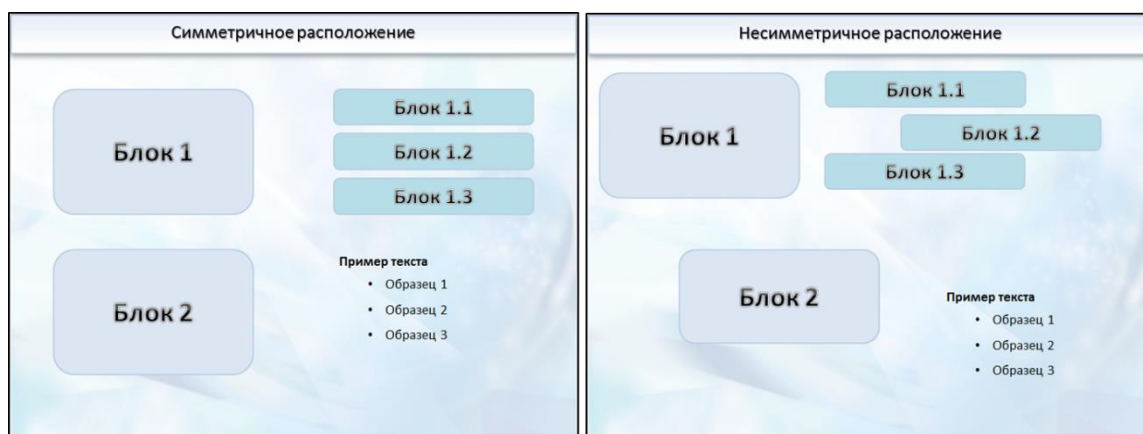 Симметричное расположение
Блок 1
Блок 1.1
Блок 1.2
Блок 1.3
Блок 2
Пример текста
• Образец 1
• Образец 2
• Образец 3
Несимметричное расположение
Блок 1
Блок 1.1
Блок 1.2
Блок 1.3
Блок 2
Пример текста
• Образец 1
• Образец 2
• Образец 3